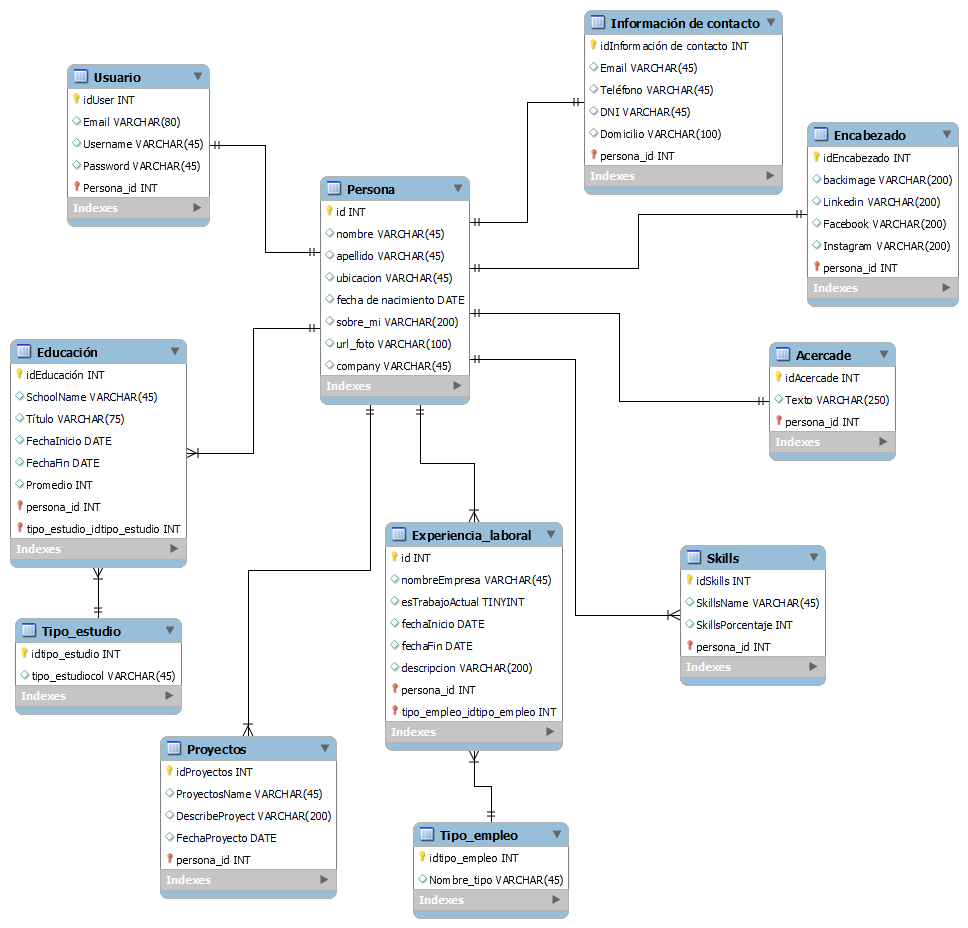 Información de contacto
idInformación de contacto INT
Email VARCHAR(45)
Teléfono VARCHAR(45)
DNI VARCHAR(45)
Domicilio VARCHAR(100)
persona_id INT
Indexes
Usuario
idUser INT
Email VARCHAR(80)
Username VARCHAR(45)
Password VARCHAR(45)
Persona_id INT
Indexes
Encabezado
idEncabezado INT
backimage VARCHAR(200)
Linkedin VARCHAR(200)
Facebook VARCHAR(200)
Instagram VARCHAR(200)
persona_id INT
Indexes
Persona
id INT
nombre VARCHAR(45)
apellido VARCHAR(45)
ubicacion VARCHAR(45)
fecha de nacimiento DATE
sobre_mi VARCHAR(200)
url_foto VARCHAR(100)
company VARCHAR(45)
Indexes
Educación
idEducación INT
SchoolName VARCHAR(45)
Título VARCHAR(75)
FechaInicio DATE
FechaFin DATE
Promedio INT
persona_id INT
tipo_estudio_idtipo_estudio INT
Indexes
Acercade
idAcercade INT
Texto VARCHAR(250)
persona_id INT
Indexes
Experiencia_laboral
id INT
nombreEmpresa VARCHAR(45)
esTrabajoActual TINYINT
fechaInicio DATE
fechaFin DATE
descripcion VARCHAR(200)
persona_id INT
tipo_empleo_idtipo_empleo INT
Indexes
Skills
idSkills INT
SkillsName VARCHAR(45)
SkillsPorcentaje INT
persona_id INT
Indexes
Tipo_estudio
idtipo_estudio INT
tipo_estudiocol VARCHAR(45)
Indexes
Proyectos
idProyectos INT
ProyectosName VARCHAR(45)
DescribeProyect VARCHAR(200)
FechaProyecto DATE
persona_id INT
Indexes
Tipo_empleo
idtipo_empleo INT
Nombre_tipo VARCHAR(45)
Indexes